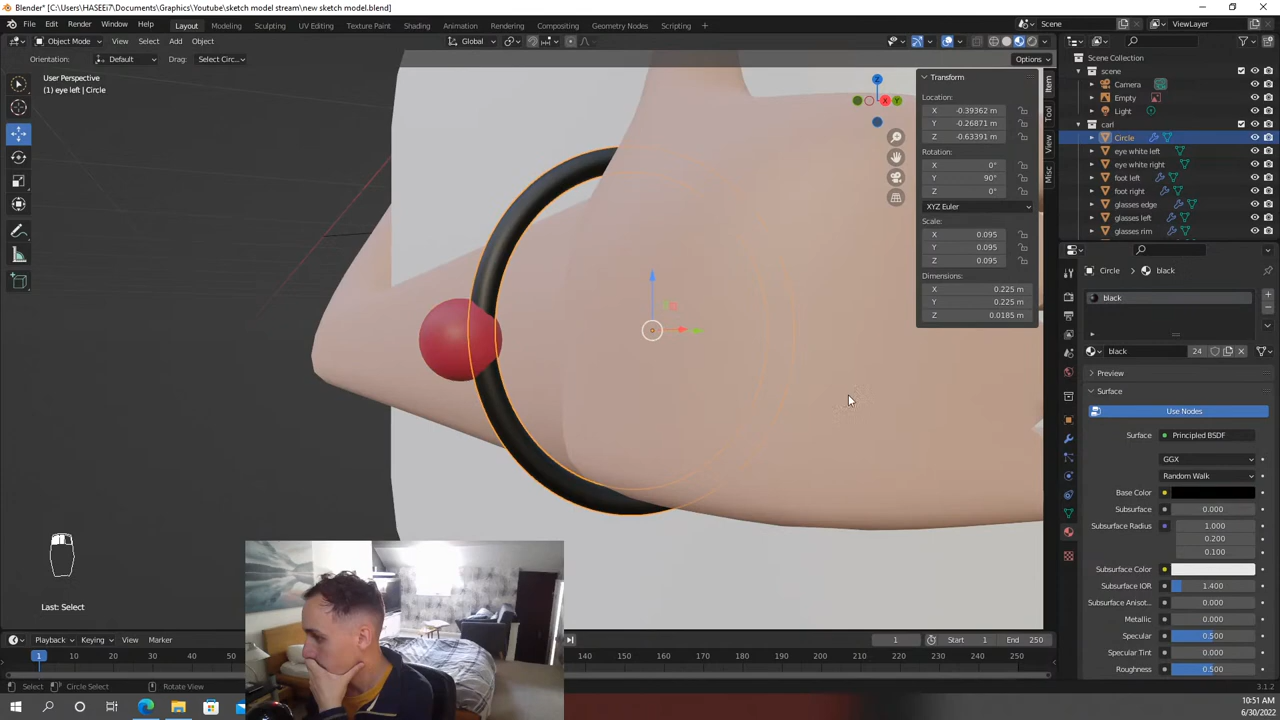 Blender* [C:\Users\HASEEi7\Documents\Graphics\Youtube\sketch model stream\new sketch model.blend]
File Edit Render Window Help Layout Modeling Sculpting UV Editing Texture Paint Shading Animation Rendering Compositing Geometry Nodes Scripting Scene ViewLayer
Object Mode View Select Add Object Global
Orientation: Default Drag: Select Circ... Options
User Perspective
(1) eye left | Circle
Transform
Location:
X -0.39362 m
Y -0.26871 m
Z -0.63391 m
Rotation:
X 0°
Y 90°
Z 0°
XYZ Euler
Scale:
X 0.095
Y 0.095
Z 0.095
Dimensions:
X 0.225 m
Y 0.225 m
Z 0.0185 m
Item
Tool
View
Misc
Z
X
Y
Scene Collection
scene
Camera
Empty
Light
carl
Circle
eye white left
eye white right
foot left
foot right
glasses edge
glasses left
glasses rim
Circle black
black
black 24
Preview
Surface
Use Nodes
Surface Principled BSDF
GGX
Random Walk
Base Color
Subsurface 0.000
Subsurface Radius 1.000
0.200
0.100
Subsurface Color
Subsurface IOR 1.400
Subsurface Anisot... 0.000
Metallic 0.000
Specular 0.500
Specular Tint 0.000
Roughness 0.500
Last: Select
Playback Keying View Marker 1 Start 1 End 250
1 10 20 30 40 140 150 160 170 180 190 200 210 220 230 240 250
Select Circle Select Rotate View 3.1.2
10:51 AM
6/30/2022